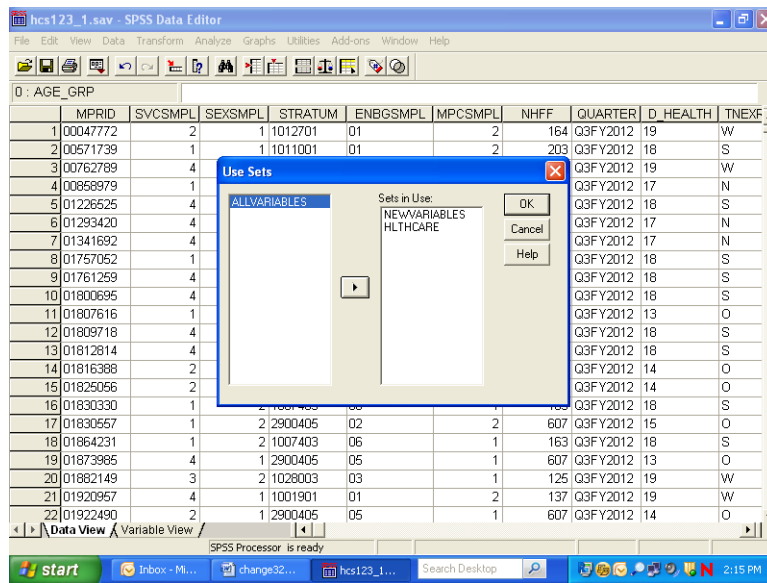 hcs123_1.sav - SPSS Data Editor
File Edit View Data Transform Analyze Graphs Utilities Add-ons Window Help
0 : AGE_GRP
MPRID SVCSMPL SEXSMPL STRATUM ENBGSMPL MPCSMPL NHFF QUARTER D_HEALTH TNEXR
1 00047772 2 1 1012701 01 2 164 Q3FY2012 19 W
2 00571739 1 1 1011001 01 2 203 Q3FY2012 18 S
3 00762789 4 Q3FY2012 19 W
4 00858979 1 Q3FY2012 17 N
5 01226525 4 Q3FY2012 18 S
6 01293420 4 Q3FY2012 17 N
7 01341692 4 Q3FY2012 17 N
8 01757052 1 Q3FY2012 18 S
9 01761259 4 Q3FY2012 18 S
10 01800695 4 Q3FY2012 18 S
11 01807616 1 Q3FY2012 13 O
12 01809718 4 Q3FY2012 18 S
13 01812814 4 Q3FY2012 18 S
14 01816388 2 Q3FY2012 14 O
15 01825056 2 Q3FY2012 14 O
16 01830330 1 Q3FY2012 18 S
17 01830557 1 2 2900405 02 2 607 Q3FY2012 15 O
18 01864231 1 2 1007403 06 1 163 Q3FY2012 18 S
19 01873985 4 1 2900405 05 1 607 Q3FY2012 13 O
20 01882149 3 2 1028003 03 1 125 Q3FY2012 19 W
21 01920957 4 1 1001901 01 2 137 Q3FY2012 19 W
22 01922490 2 1 2900405 05 1 607 Q3FY2012 14 O
Use Sets
ALLVARIABLES
Sets in Use:
NEWVARIABLES
HLTHCARE
OK
Cancel
Help
Data View Variable View
SPSS Processor is ready
start Inbox - Mi... change32... hcs123_1... Search Desktop 2:15 PM